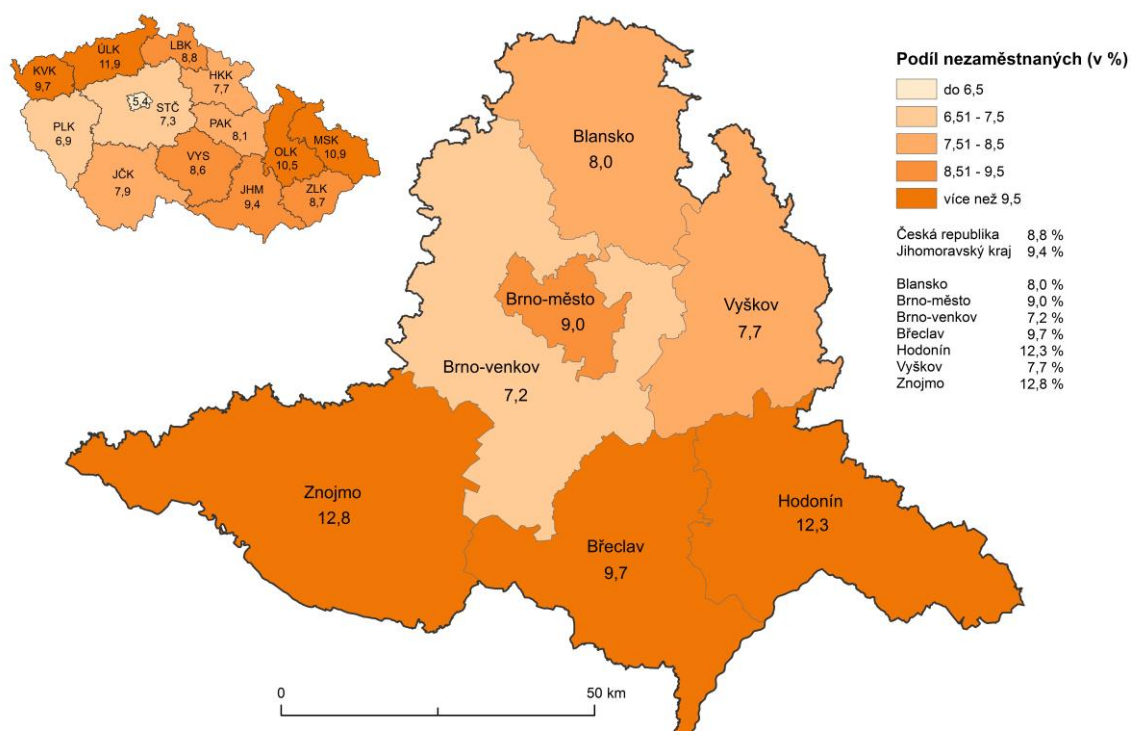 ÚLK
11,9
LBK
8,8
KVK
9,7
HKK
7,7
5,4
STČ
7,3
PLK
6,9
PAK
8,1
MSK
10,9
OLK
10,5
VYS
8,6
JČK
7,9
JHM
9,4
ZLK
8,7
Blansko
8,0
Brno-město
9,0
Vyškov
7,7
Brno-venkov
7,2
Znojmo
12,8
Hodonín
12,3
Břeclav
9,7
0
50 km
Podíl nezaměstnaných (v %)
do 6,5
6,51 - 7,5
7,51 - 8,5
8,51 - 9,5
více než 9,5
Česká republika 8,8 %
Jihomoravský kraj 9,4 %
Blansko 8,0 %
Brno-město 9,0 %
Brno-venkov 7,2 %
Břeclav 9,7 %
Hodonín 12,3 %
Vyškov 7,7 %
Znojmo 12,8 %